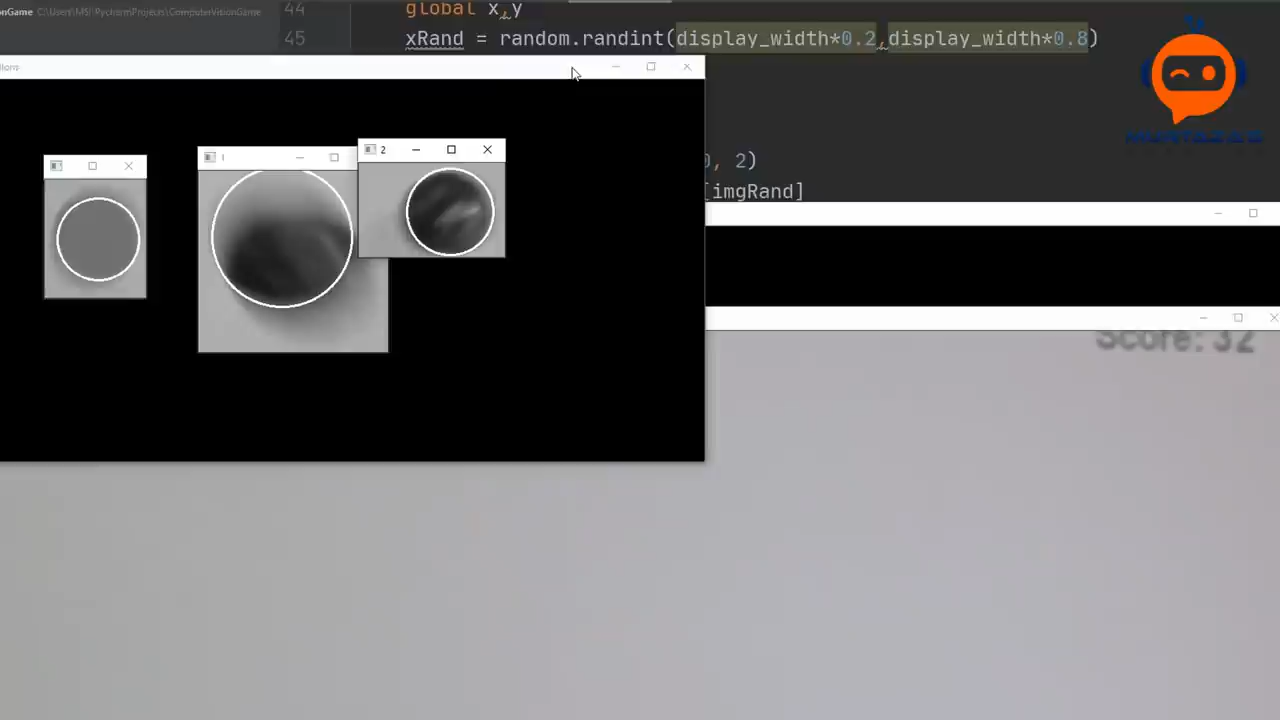 onGame C:\Users\MSI\PycharmProjects\ComputerVisionGame
44 global x,y
45 xRand = random.randint(display_width*0.2,display_width*0.8)
2
0, 2)
[imgRand]
Score: 32